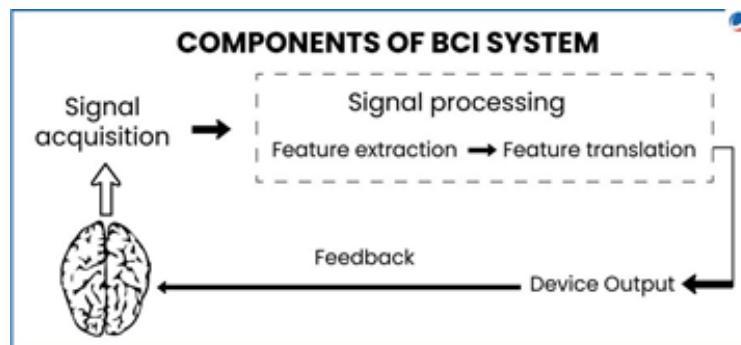 COMPONENTS OF BCI SYSTEM
Signal
acquisition
Signal processing
Feature extraction
Feature translation
Feedback
Device Output